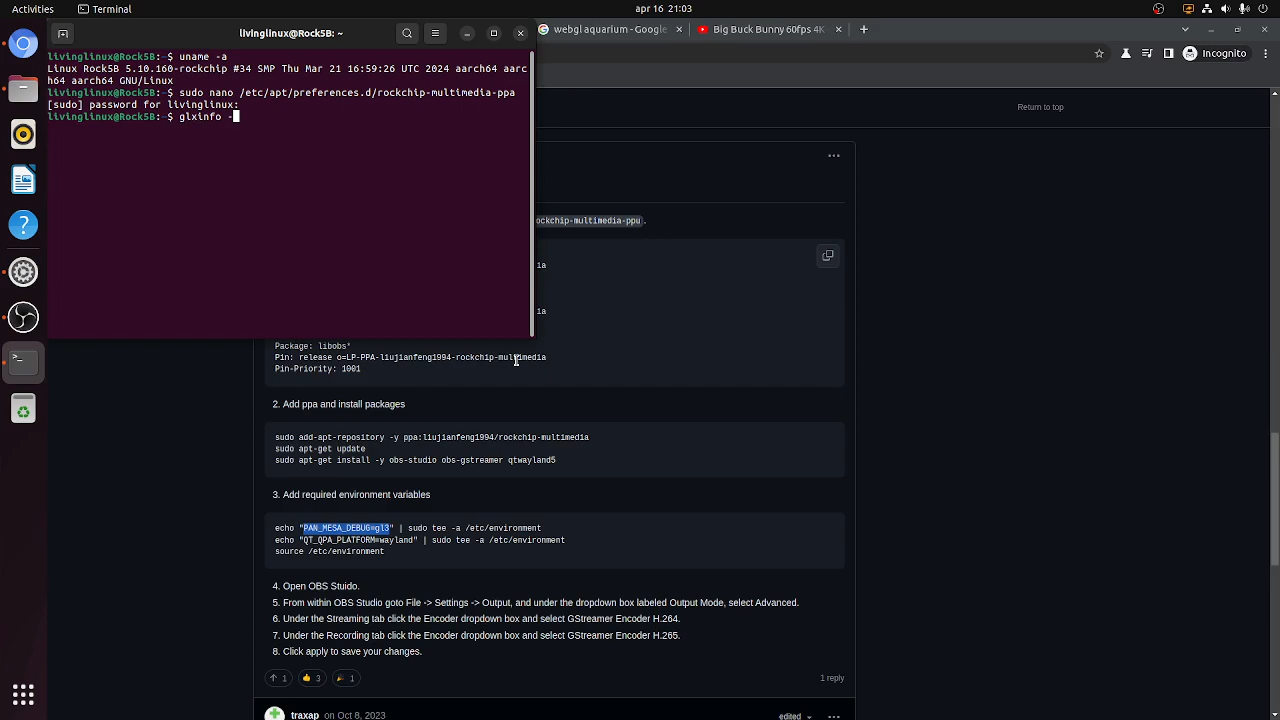 Activities
Terminal
apr 16 21:03
livinglinux@Rock5B: ~
webgl aquarium - Google
Big Buck Bunny 60fps 4K
Incognito
livinglinux@Rock5B:~$ uname -a
Linux Rock5B 5.10.160-rockchip #34 SMP Thu Mar 21 16:59:26 UTC 2024 aarch64 aarc
h64 aarch64 GNU/Linux
livinglinux@Rock5B:~$ sudo nano /etc/apt/preferences.d/rockchip-multimedia-ppa
[sudo] password for livinglinux:
livinglinux@Rock5B:~$ glxinfo -
Return to top
ockchip-multimedia-ppu.
ia
ia
Package: libobs*
Pin: release o=LP-PPA-liujianfeng1994-rockchip-multimedia
Pin-Priority: 1001
2. Add ppa and install packages
sudo add-apt-repository -y ppa:liujianfeng1994/rockchip-multimedia
sudo apt-get update
sudo apt-get install -y obs-studio obs-gstreamer qtwayland5
3. Add required environment variables
echo "PAN_MESA_DEBUG=gl3" | sudo tee -a /etc/environment
echo "QT_QPA_PLATFORM=wayland" | sudo tee -a /etc/environment
source /etc/environment
4. Open OBS Stuido.
5. From within OBS Studio goto File -> Settings -> Output, and under the dropdown box labeled Output Mode, select Advanced.
6. Under the Streaming tab click the Encoder dropdown box and select GStreamer Encoder H.264.
7. Under the Recording tab click the Encoder dropdown box and select GStreamer Encoder H.265.
8. Click apply to save your changes.
1
3
1
1 reply
traxap on Oct 8, 2023
edited